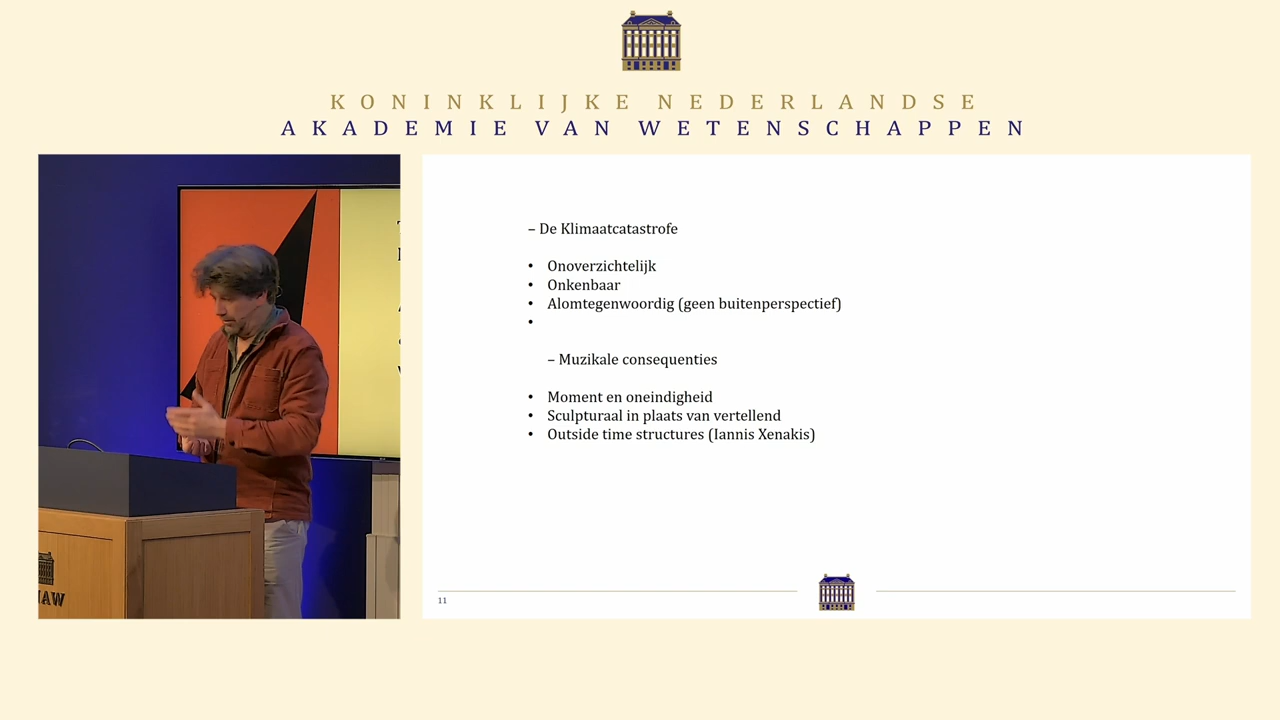 KONINKLIJKE NEDERLANDSE
AKADEMIE VAN WETENSCHAPPEN
– De Klimaatcatastrofe
• Onoverzichtelijk
• Onkenbaar
• Alomtegenwoordig (geen buitenperspectief)
•
– Muzikale consequenties
• Moment en oneindigheid
• Sculpturaal in plaats van vertellend
• Outside time structures (Iannis Xenakis)
11